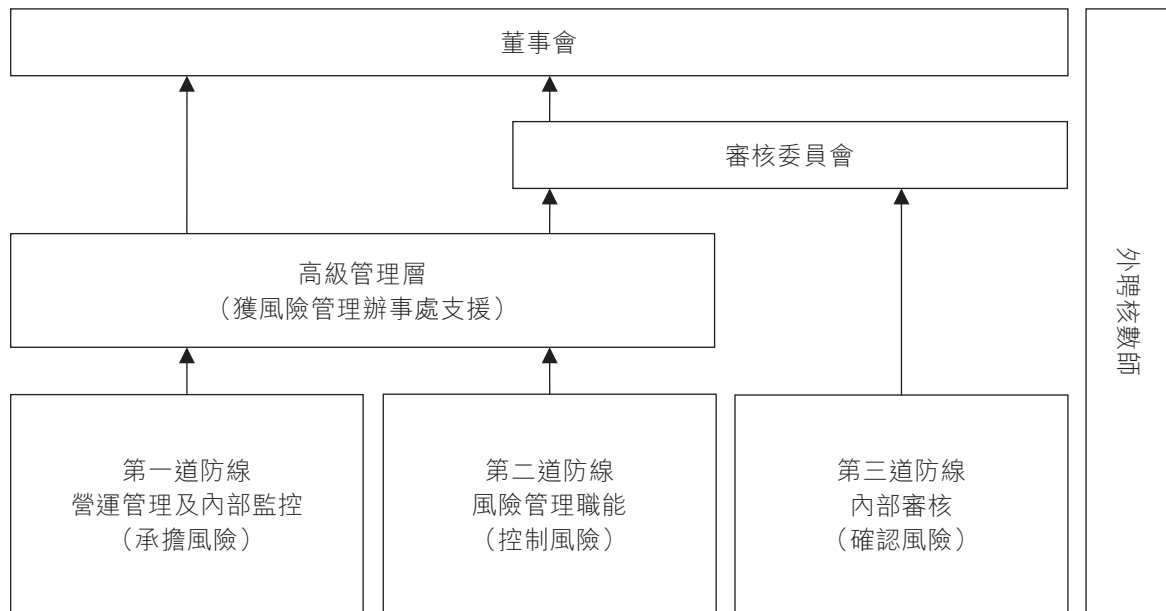 董事會
審核委員會
高級管理層
（獲風險管理辦事處支援）
第一道防線
營運管理及內部監控
（承擔風險）
第二道防線
風險管理職能
（控制風險）
第三道防線
內部審核
（確認風險）
外聘核數師